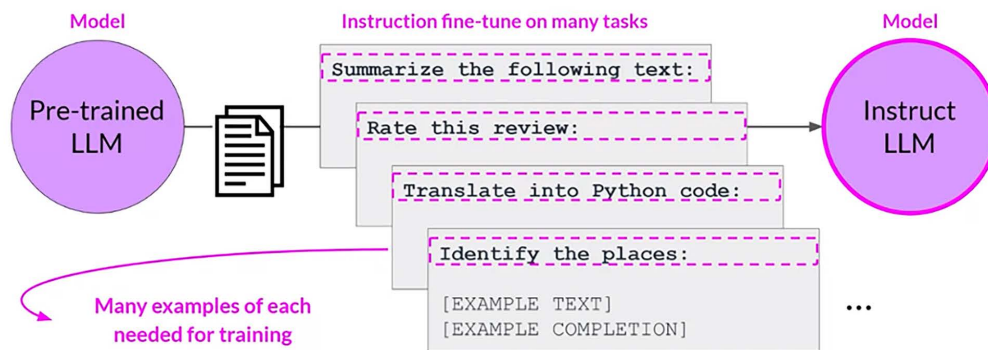 Model
Instruction fine-tune on many tasks
Model
Pre-trained
LLM
Summarize the following text:
Rate this review:
Translate into Python code:
Identify the places:
[EXAMPLE TEXT]
[EXAMPLE COMPLETION]
...
Instruct
LLM
Many examples of each
needed for training